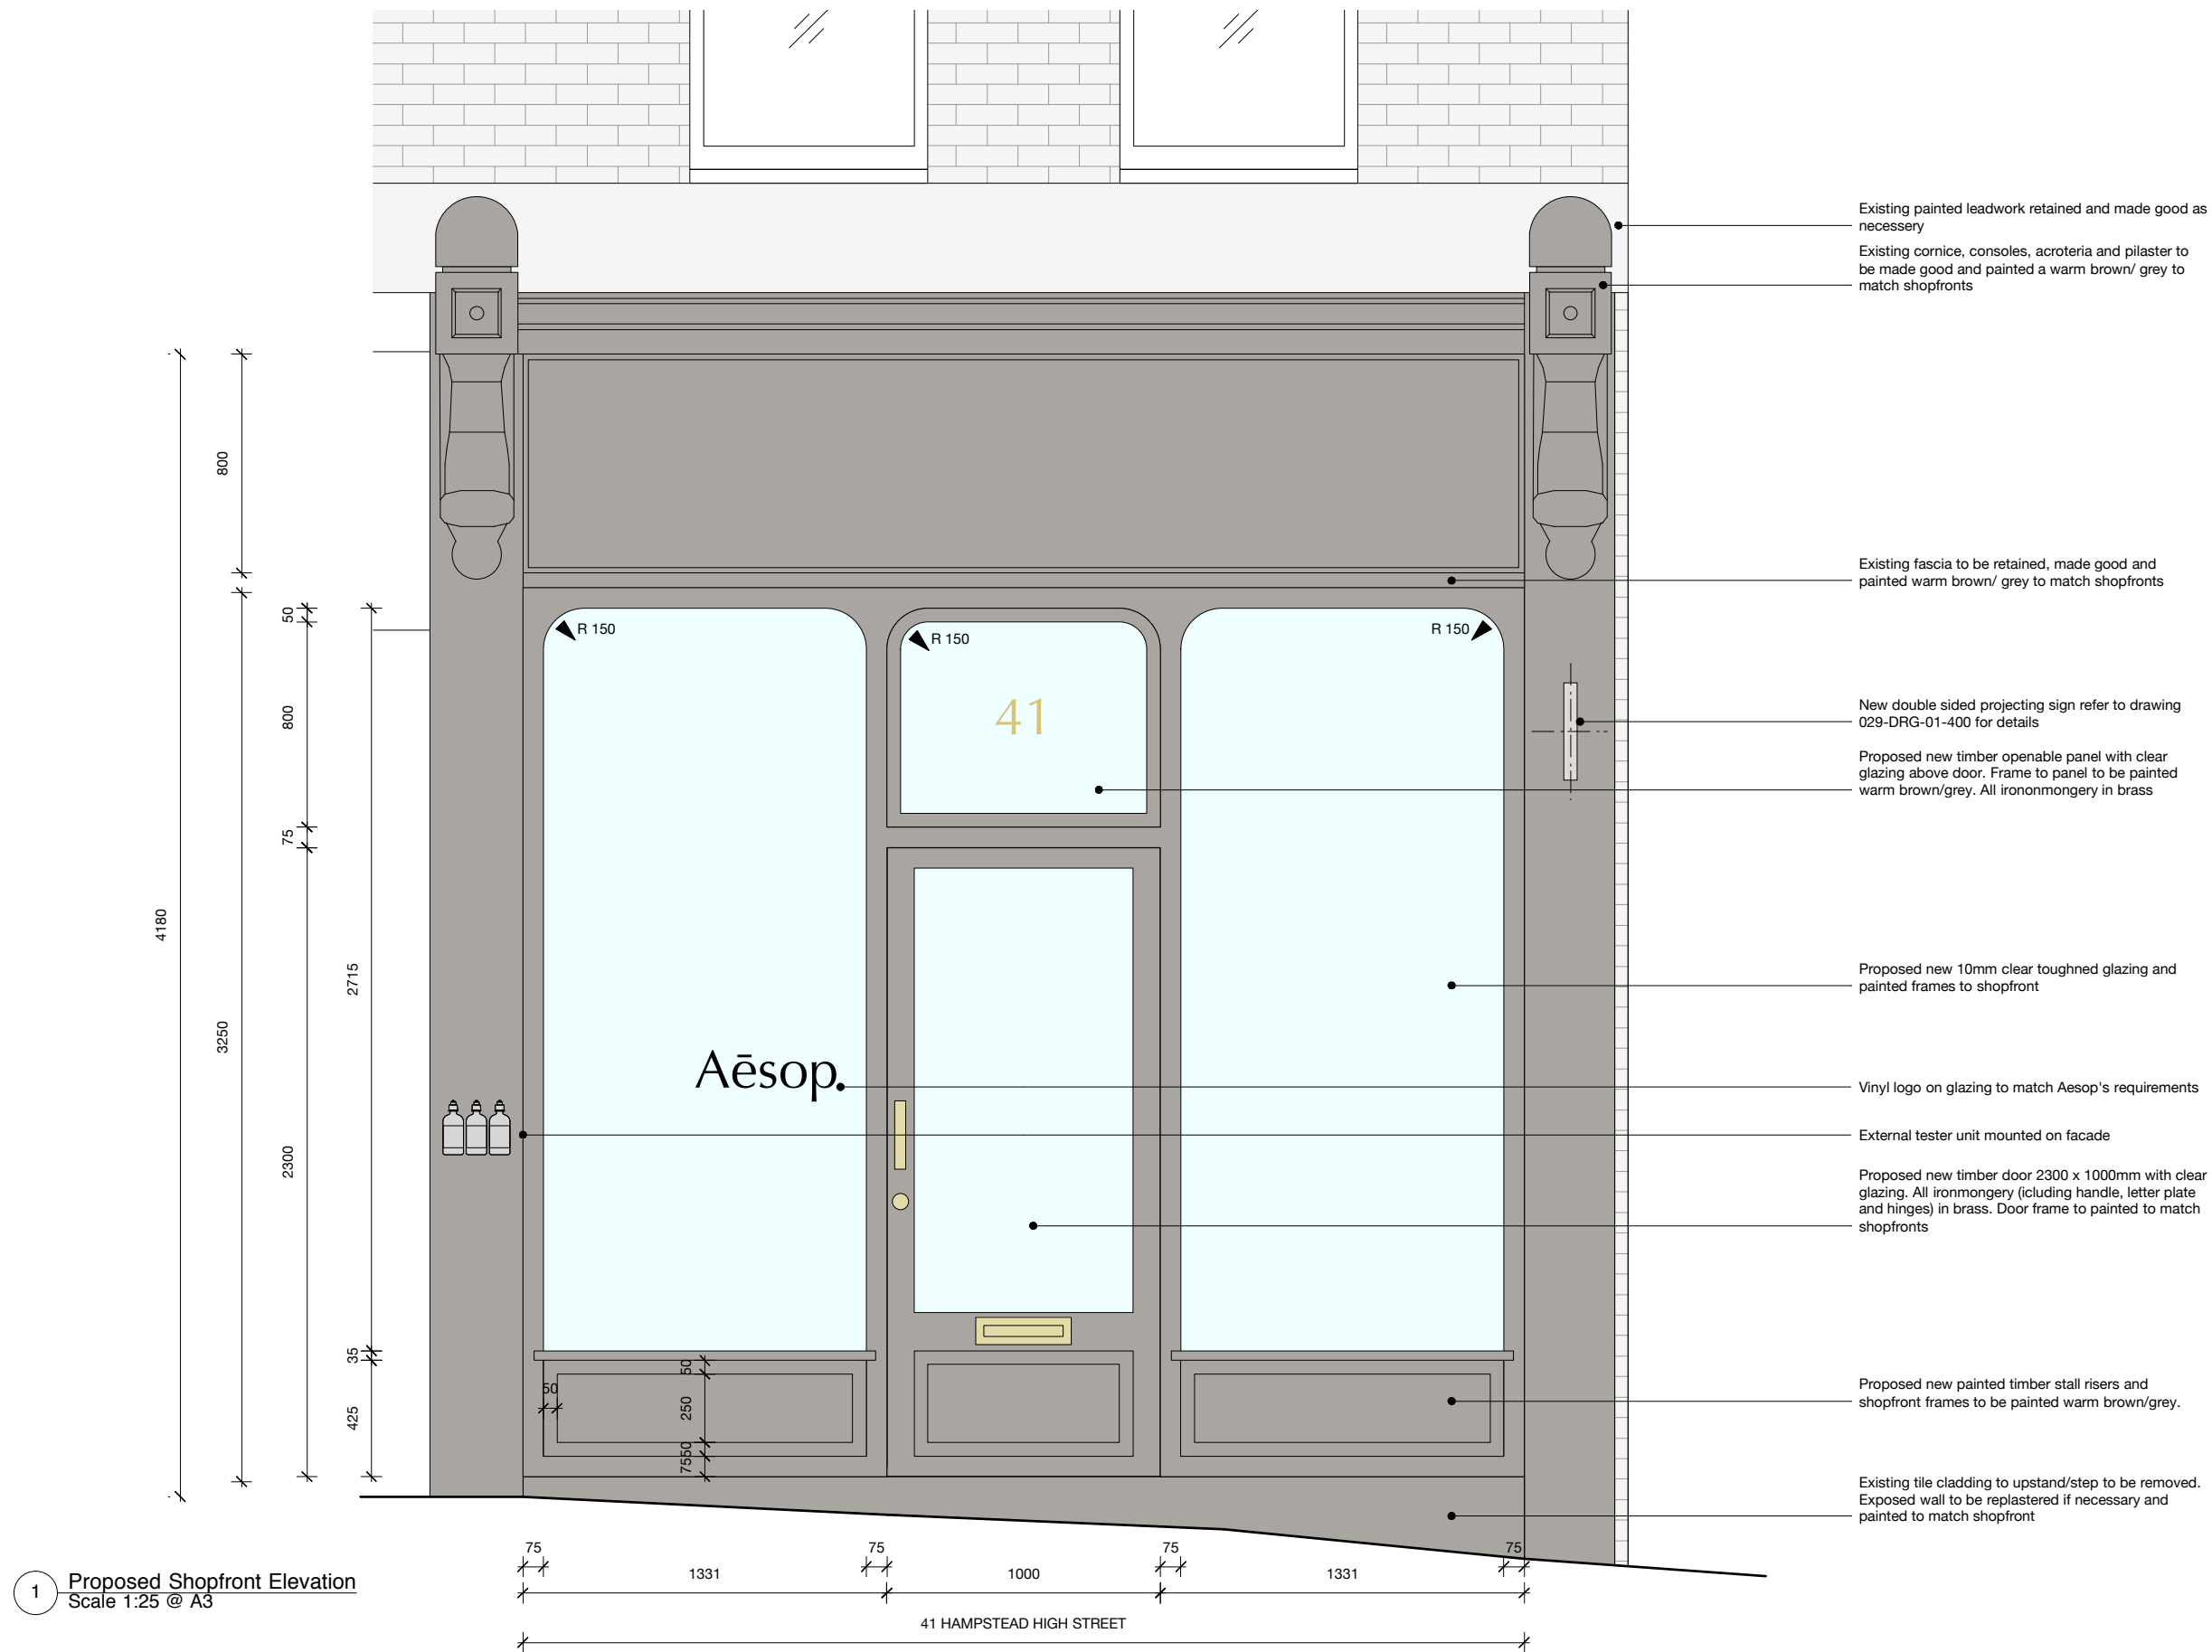 Existing painted leadwork retained and made good as
necessery
Existing cornice, consoles, acroteria and pilaster to
be made good and painted a warm brown/ grey to
match shopfronts
800
Existing fascia to be retained, made good and
painted warm brown/ grey to match shopfronts
50
R 150
R 150
R 150
41
800
New double sided projecting sign refer to drawing
029-DRG-01-400 for details
Proposed new timber openable panel with clear
glazing above door. Frame to panel to be painted
warm brown/grey. All irononmongery in brass
75
4180
2715
3250
Proposed new 10mm clear toughned glazing and
painted frames to shopfront
Aēsop.
Vinyl logo on glazing to match Aesop's requirements
External tester unit mounted on facade
2300
Proposed new timber door 2300 x 1000mm with clear
glazing. All ironmongery (icluding handle, letter plate
and hinges) in brass. Door frame to painted to match
shopfronts
35
50
50
250
425
50
75
Proposed new painted timber stall risers and
shopfront frames to be painted warm brown/grey.
Existing tile cladding to upstand/step to be removed.
Exposed wall to be replastered if necessary and
painted to match shopfront
75
75
75
75
1331
1000
1331
1
Proposed Shopfront Elevation
Scale 1:25 @ A3
41 HAMPSTEAD HIGH STREET